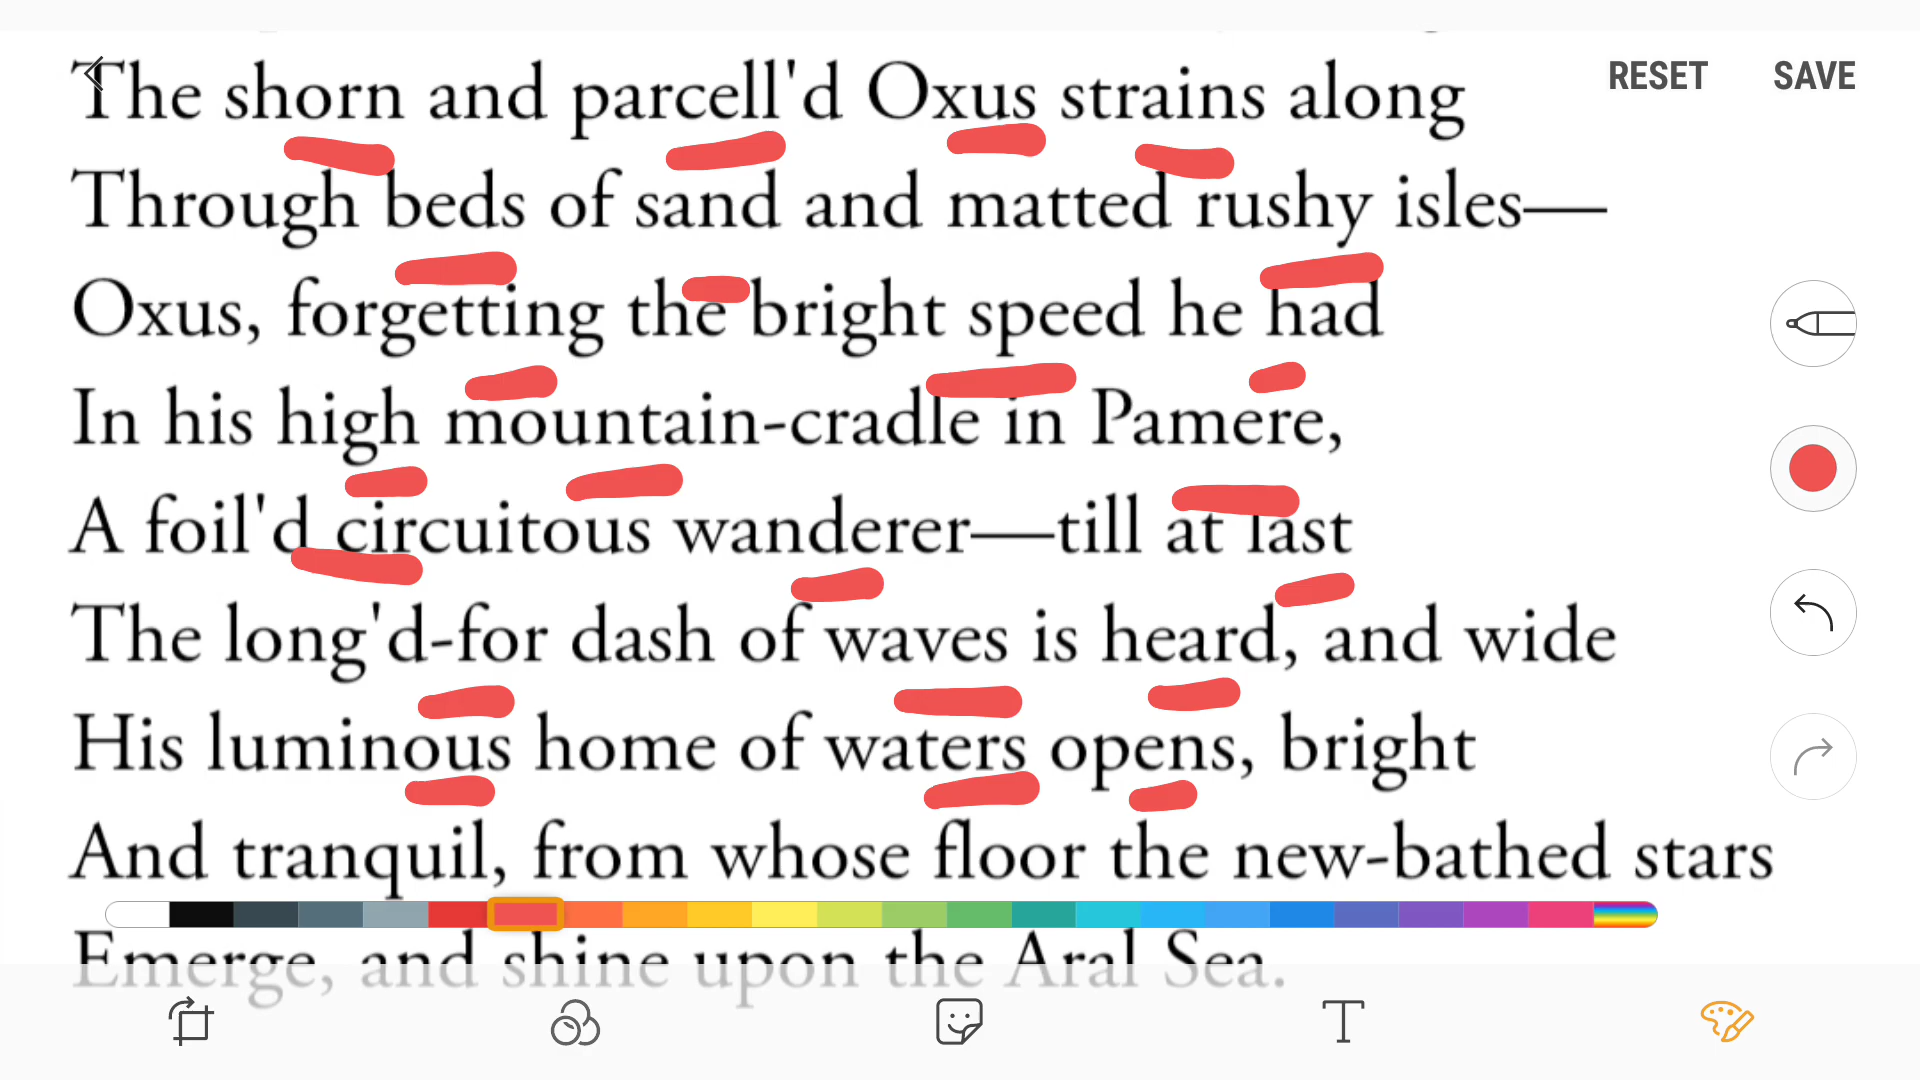 RESET SAVE
The shorn and parcell'd Oxus strains along
Through beds of sand and matted rushy isles—
Oxus, forgetting the bright speed he had
In his high mountain-cradle in Pamere,
A foil'd circuitous wanderer—till at last
The long'd-for dash of waves is heard, and wide
His luminous home of waters opens, bright
And tranquil, from whose floor the new-bathed stars
Emerge, and shine upon the Aral Sea.